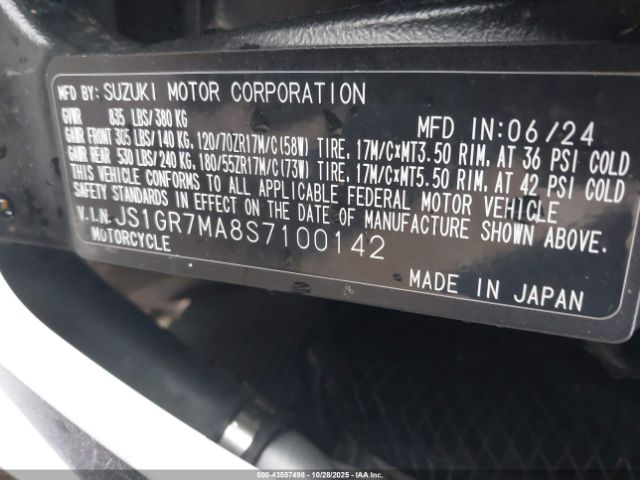 MFD BY: SUZUKI MOTOR CORPORATION
MFD IN: 06/24
GVWR 835 LBS/380 KG
GAWR FRONT 305 LBS/140 KG, 120/70ZR17M/C(58W) TIRE, 17M/C×MT3.50 RIM, AT 36 PSI COLD
GAWR REAR 530 LBS/240 KG, 180/55ZR17M/C(73W) TIRE, 17M/C×MT5.50 RIM, AT 42 PSI COLD
THIS VEHICLE CONFORMS TO ALL APPLICABLE FEDERAL MOTOR VEHICLE
SAFETY STANDARDS IN EFFECT ON THE DATE OF MANUFACTURE SHOWN ABOVE.
V.I.N. JS1GR7MA8S7100142
MOTORCYCLE
MADE IN JAPAN
000-43557498 10/28/2025 IAA, Inc.